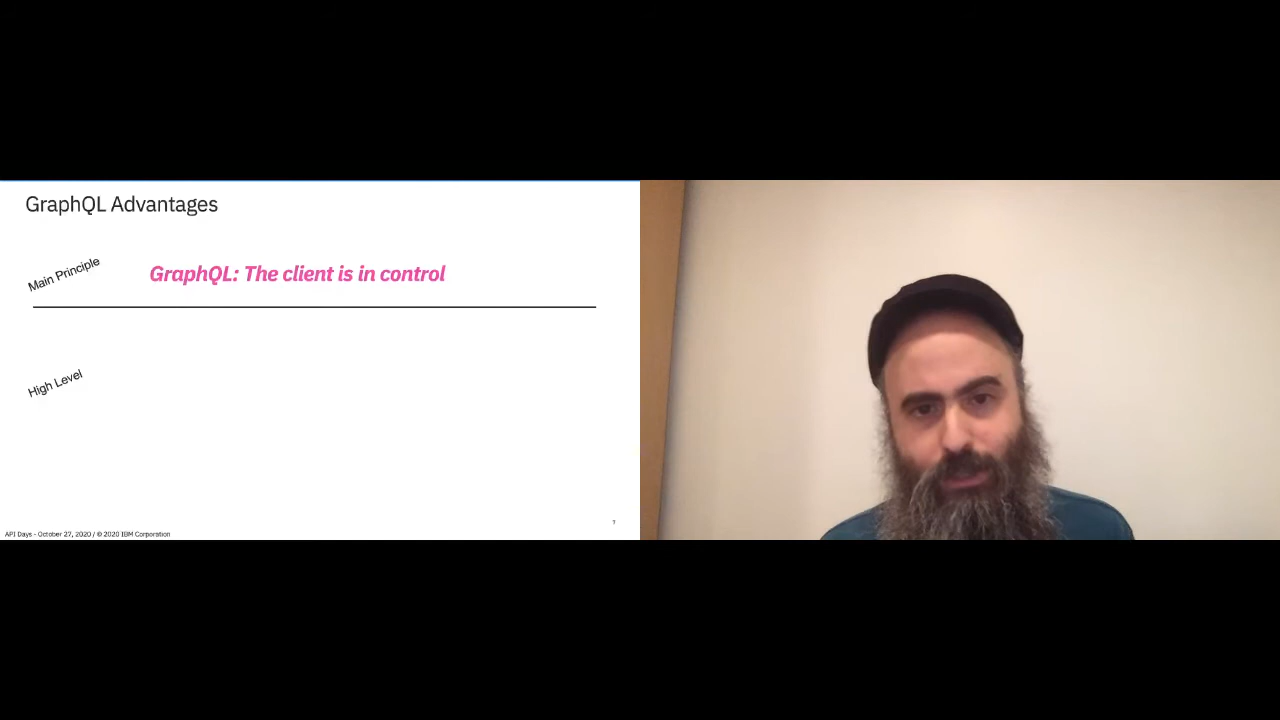 GraphQL Advantages
Main Principle
GraphQL: The client is in control
High Level
7
API Days - October 27, 2020 / © 2020 IBM Corporation